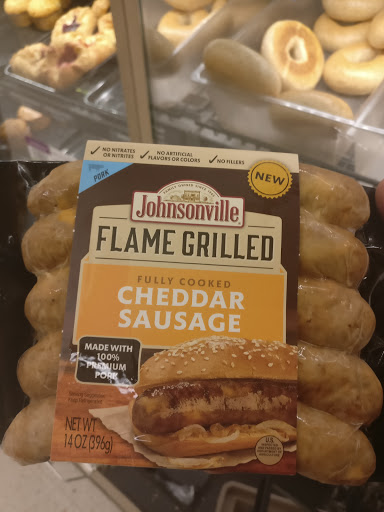 ✓ NO NITRATES OR NITRITES ✓ NO ARTIFICIAL FLAVORS OR COLORS ✓ NO FILLERS
PORK
NEW
Johnsonville
FLAME GRILLED
FULLY COOKED
CHEDDAR
SAUSAGE
MADE WITH
100%
PREMIUM
PORK
NET WT
14 OZ (396g)